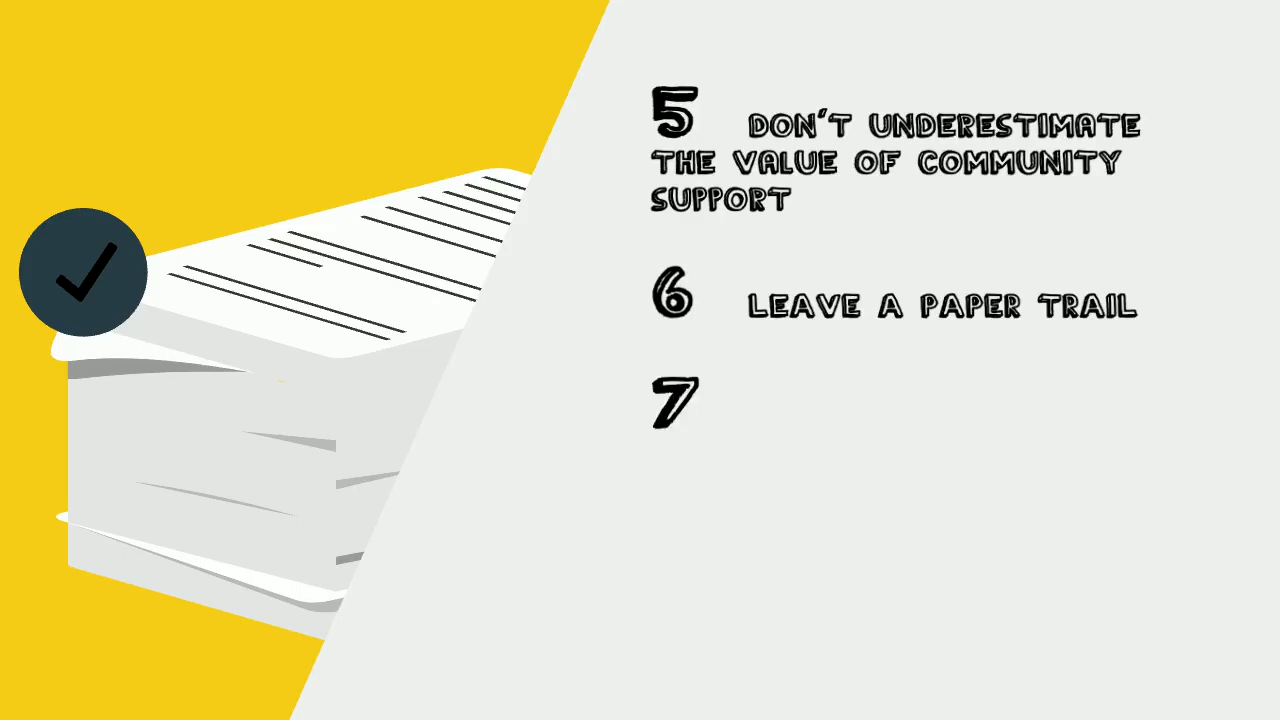 5 DON'T UNDERESTIMATE
THE VALUE OF COMMUNITY
SUPPORT
6 LEAVE A PAPER TRAIL
7